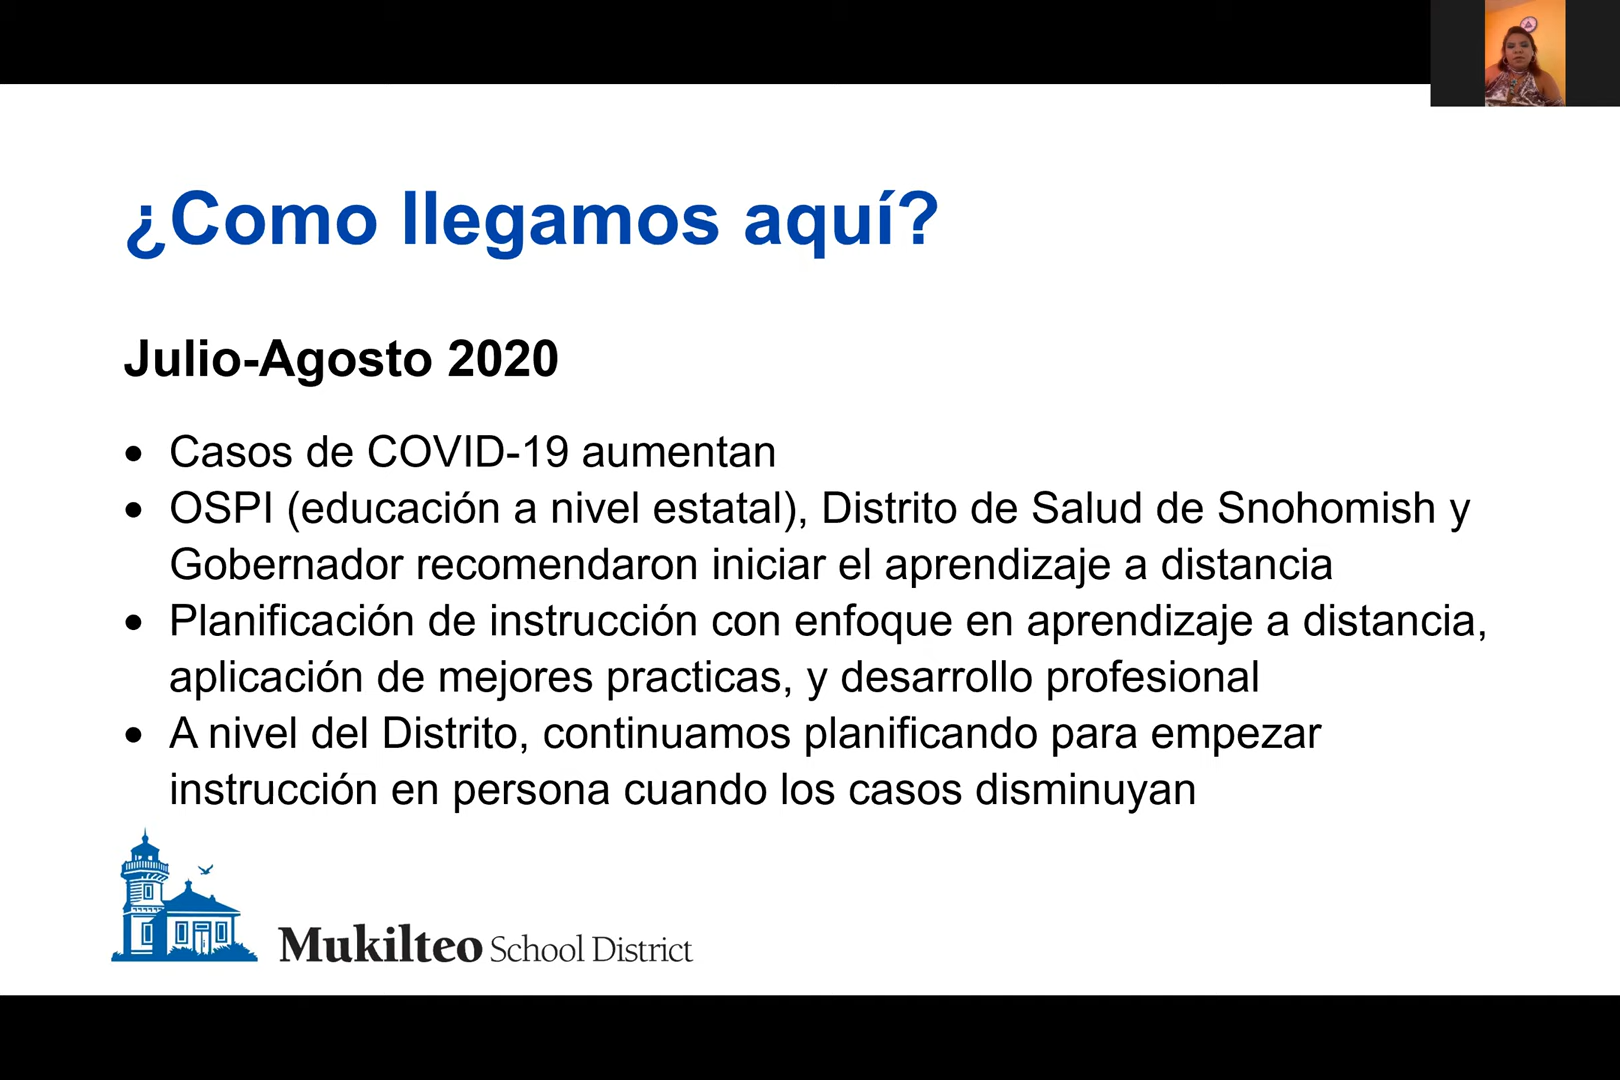 ¿Como llegamos aquí?
Julio-Agosto 2020
• Casos de COVID-19 aumentan
• OSPI (educación a nivel estatal), Distrito de Salud de Snohomish y
Gobernador recomendaron iniciar el aprendizaje a distancia
• Planificación de instrucción con enfoque en aprendizaje a distancia,
aplicación de mejores practicas, y desarrollo profesional
• A nivel del Distrito, continuamos planificando para empezar
instrucción en persona cuando los casos disminuyan
Mukilteo School District